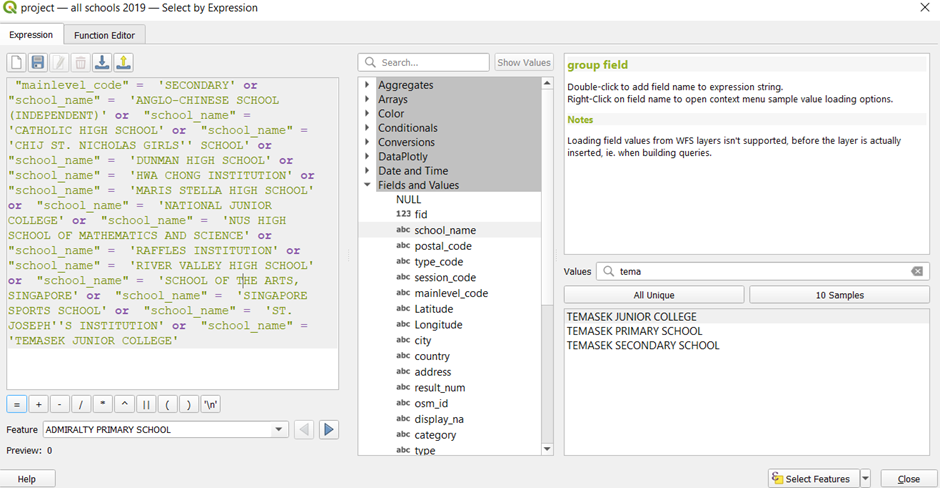 project — all schools 2019 — Select by Expression
Expression
Function Editor
"mainlevel_code" = 'SECONDARY' or
"school_name" = 'ANGLO-CHINESE SCHOOL
(INDEPENDENT)' or "school_name" =
'CATHOLIC HIGH SCHOOL' or "school_name" =
'CHIJ ST. NICHOLAS GIRLS'' SCHOOL' or
"school_name" = 'DUNMAN HIGH SCHOOL' or
"school_name" = 'HWA CHONG INSTITUTION' or
"school_name" = 'MARIS STELLA HIGH SCHOOL'
or "school_name" = 'NATIONAL JUNIOR
COLLEGE' or "school_name" = 'NUS HIGH
SCHOOL OF MATHEMATICS AND SCIENCE' or
"school_name" = 'RAFFLES INSTITUTION' or
"school_name" = 'RIVER VALLEY HIGH SCHOOL'
or "school_name" = 'SCHOOL OF THE ARTS,
SINGAPORE' or "school_name" = 'SINGAPORE
SPORTS SCHOOL' or "school_name" = 'ST.
JOSEPH''S INSTITUTION' or "school_name" =
'TEMASEK JUNIOR COLLEGE'
= + - / * ^ || ( ) '\n'
Feature ADMIRALTY PRIMARY SCHOOL
Preview: 0
Help
Search...
Show Values
Aggregates
Arrays
Color
Conditionals
Conversions
DataPlotly
Date and Time
Fields and Values
NULL
123 fid
abc school_name
abc postal_code
abc type_code
abc session_code
abc mainlevel_code
abc Latitude
abc Longitude
abc city
abc country
abc address
abc result_num
abc osm_id
abc display_na
abc category
abc type
group field
Double-click to add field name to expression string.
Right-Click on field name to open context menu sample value loading options.
Notes
Loading field values from WFS layers isn't supported, before the layer is actually
inserted, ie. when building queries.
Values tema
All Unique
10 Samples
TEMASEK JUNIOR COLLEGE
TEMASEK PRIMARY SCHOOL
TEMASEK SECONDARY SCHOOL
Select Features
Close